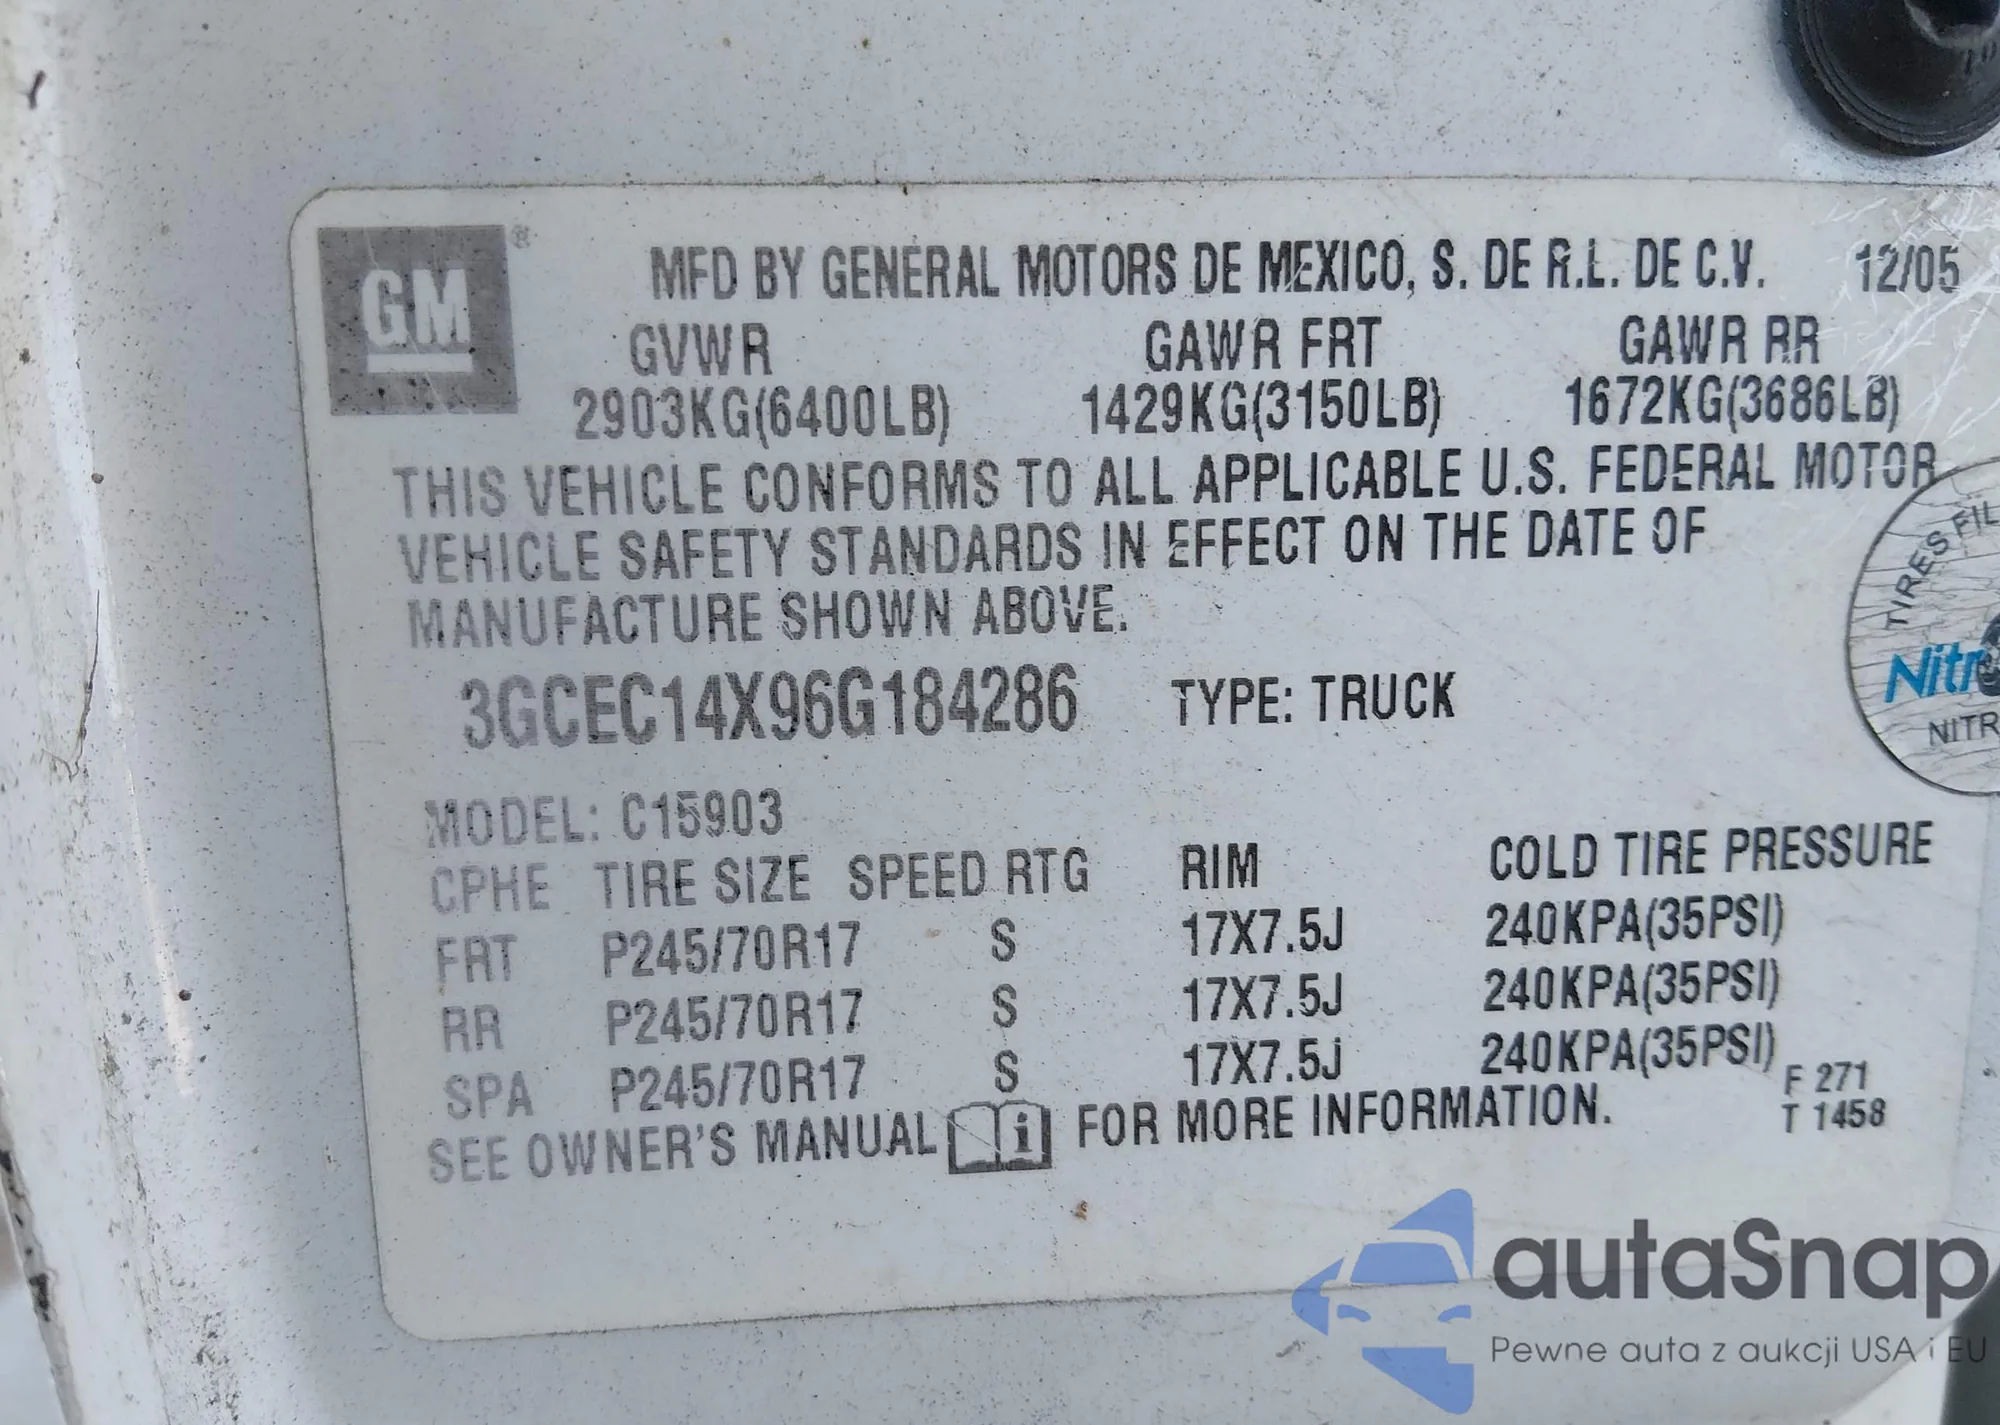 GM®
MFD BY GENERAL MOTORS DE MEXICO, S. DE R.L. DE C.V. 12/05
GVWR GAWR FRT GAWR RR
2903KG(6400LB) 1429KG(3150LB) 1672KG(3686LB)
THIS VEHICLE CONFORMS TO ALL APPLICABLE U.S. FEDERAL MOTOR
VEHICLE SAFETY STANDARDS IN EFFECT ON THE DATE OF
MANUFACTURE SHOWN ABOVE.
3GCEC14X96G184286 TYPE: TRUCK
TIRES FIL
Nitr
NITR
MODEL: C15903
CPHE TIRE SIZE SPEED RTG RIM COLD TIRE PRESSURE
FRT P245/70R17 S 17X7.5J 240KPA(35PSI)
RR P245/70R17 S 17X7.5J 240KPA(35PSI)
SPA P245/70R17 S 17X7.5J 240KPA(35PSI)
F 271
T 1458
SEE OWNER'S MANUAL i FOR MORE INFORMATION.
autaSnap
Pewne auta z aukcji USA i EU